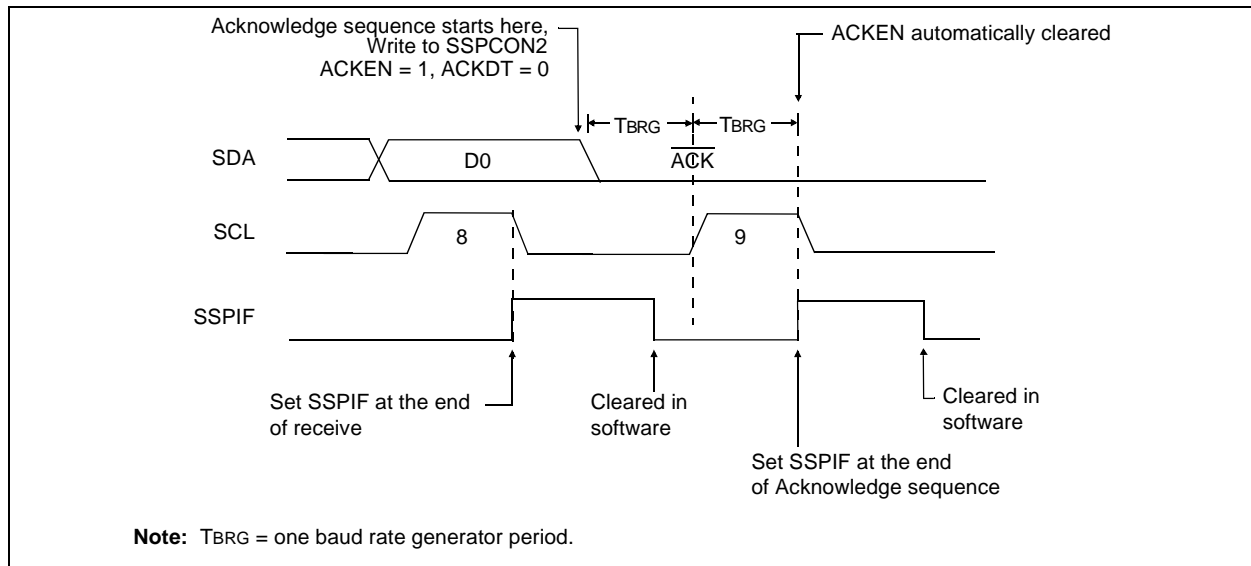 Acknowledge sequence starts here,
Write to SSPCON2
ACKEN = 1, ACKDT = 0
ACKEN automatically cleared
TBRG
TBRG
SDA
D0
ACK
SCL
8
9
SSPIF
Set SSPIF at the end
of receive
Cleared in
software
Cleared in
software
Set SSPIF at the end
of Acknowledge sequence
Note: TBRG = one baud rate generator period.